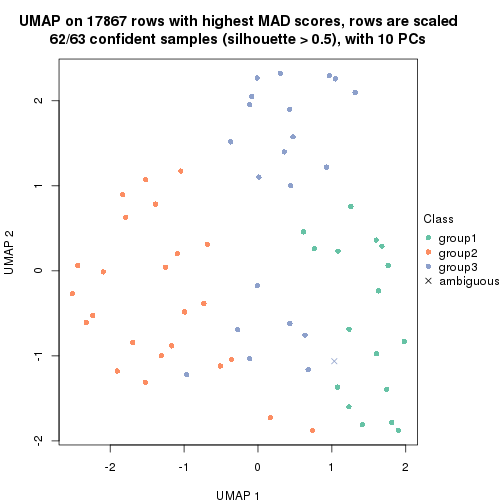 UMAP on 17867 rows with highest MAD scores, rows are scaled
62/63 confident samples (silhouette > 0.5), with 10 PCs
UMAP 2
2
1
0
-1
-2
-2
-1
0
1
2
UMAP 1
Class
group1
group2
group3
ambiguous